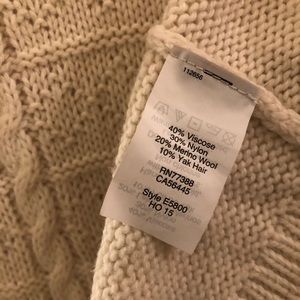 112656
40% Viscose
30% Nylon
20% Merino Wool
10% Yak Hair
RN77388
CA56445
Style E5800
HO 15